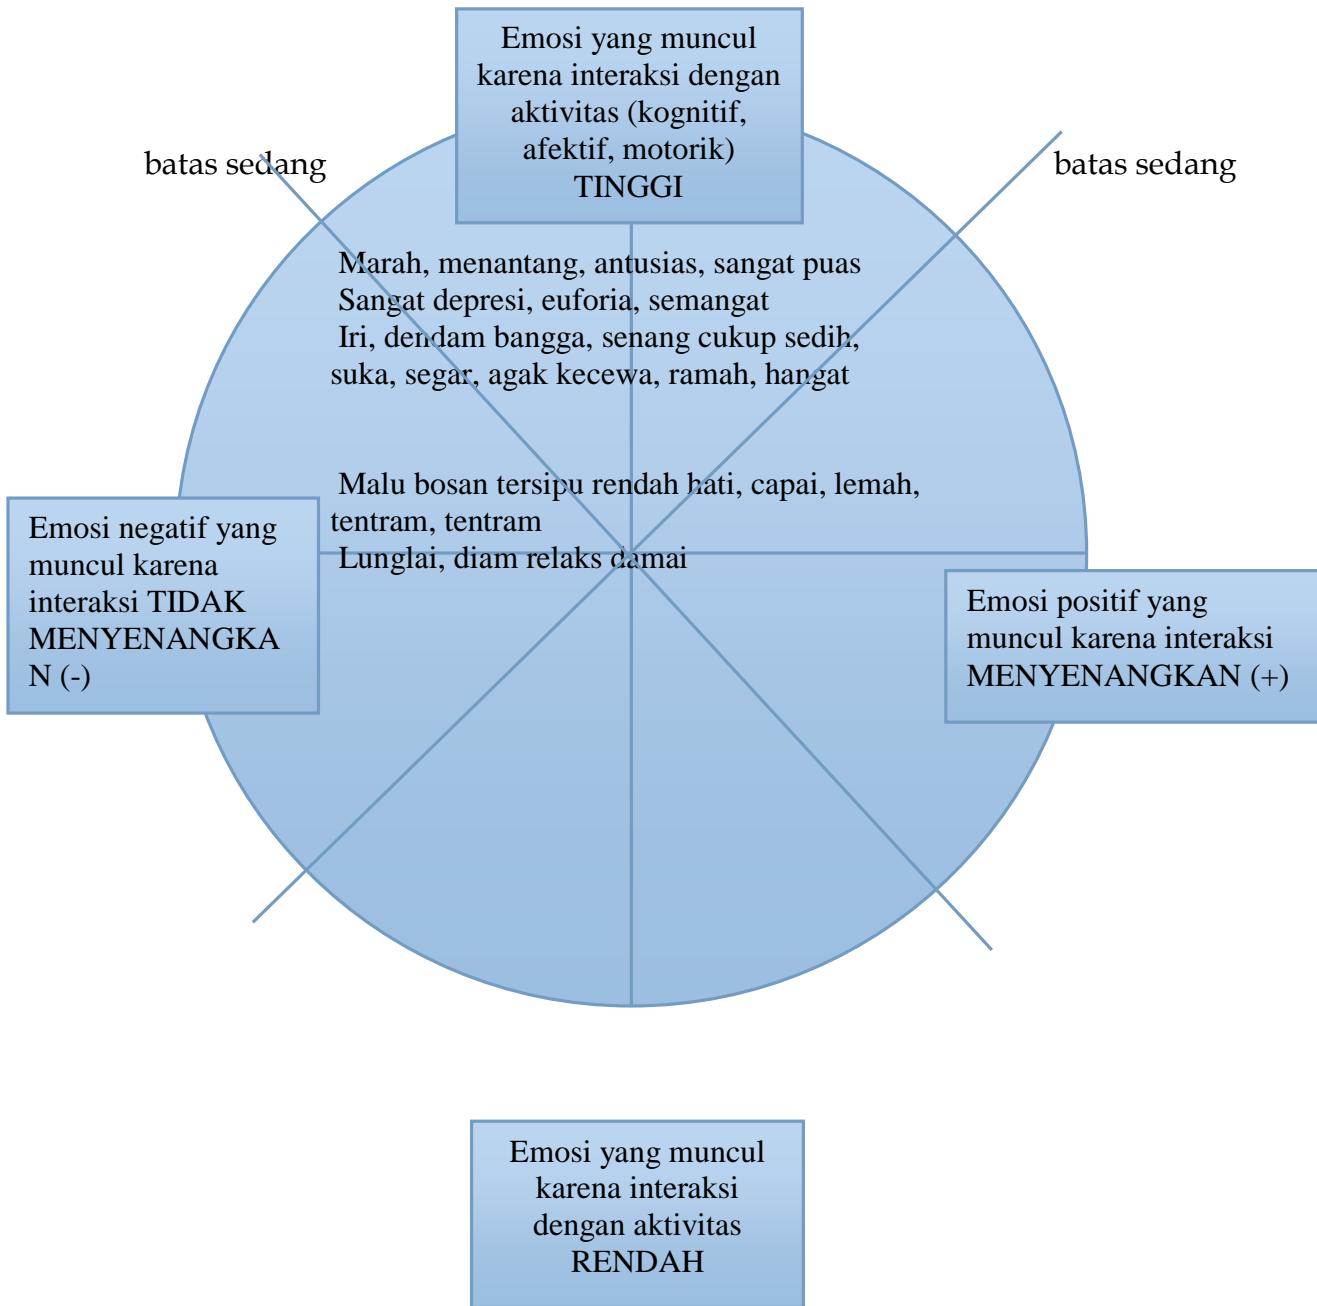 Emosi yang muncul
karena interaksi dengan
aktivitas (kognitif,
afektif, motorik)
TINGGI
batas sedang
batas sedang
Marah, menantang, antusias, sangat puas
Sangat depresi, euforia, semangat
Iri, dendam bangga, senang cukup sedih,
suka, segar, agak kecewa, ramah, hangat
Malu bosan tersipu rendah hati, capai, lemah,
tentram, tentram
Lunglai, diam relaks damai
Emosi negatif yang
muncul karena
interaksi TIDAK
MENYENANGKA
N (-)
Emosi positif yang
muncul karena interaksi
MENYENANGKAN (+)
Emosi yang muncul
karena interaksi
dengan aktivitas
RENDAH